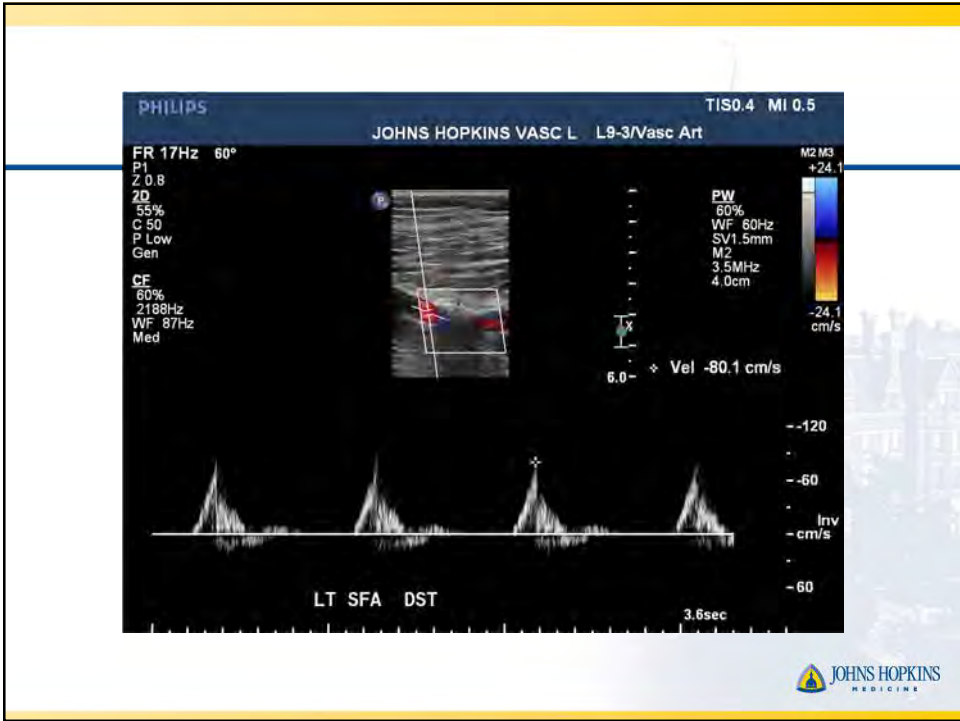 PHILIPS
TIS0.4 MI 0.5
JOHNS HOPKINS VASC L L9-3/Vasc Art
FR 17Hz 60°
P1
Z 0.8
2D
55%
C 50
P Low
Gen
CF
60%
2188Hz
WF 87Hz
Med
P
M2 M3
+24.1
-24.1
cm/s
PW
60%
WF 60Hz
SV1.5mm
M2
3.5MHz
4.0cm
x
6.0-
Vel -80.1 cm/s
-120
-60
Inv
cm/s
60
LT SFA DST
3.6sec
JOHNS HOPKINS
MEDICINE